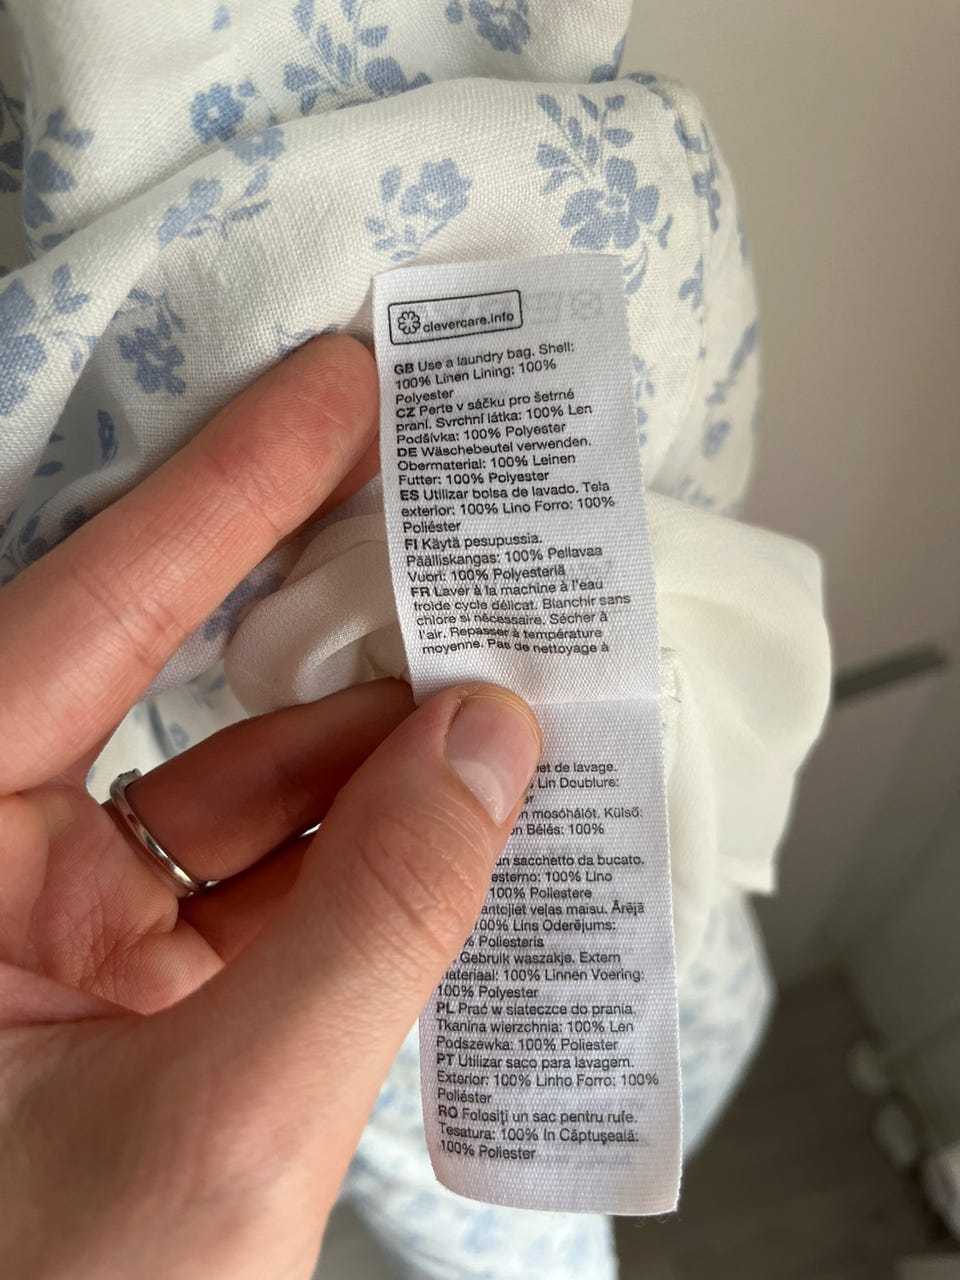 clevercare.info
GB Use a laundry bag. Shell:
100% Linen Lining: 100%
Polyester
CZ Perte v sáčku pro šetrné
praní. Svrchní látka: 100% Len
Podšívka: 100% Polyester
DE Wäschebeutel verwenden.
Obermaterial: 100% Leinen
Futter: 100% Polyester
ES Utilizar bolsa de lavado. Tela
exterior: 100% Lino Forro: 100%
Poliéster
FI Käytä pesupussia.
Päälliskangas: 100% Pellavaa
Vuori: 100% Polyesteriä
FR Laver à la machine à l'eau
froide cycle délicat. Blanchir sans
chlore si nécessaire. Sécher à
l'air. Repasser à température
moyenne. Pas de nettoyage à
de lavage.
Lin Doublure:
mosóhálót. Külső:
Bélés: 100%
un sacchetto da bucato.
100% Lino
100% Poliestere
veļas maisu. Ārējā
100% Lins Oderējums:
Poliesteris
Gebruik waszakje. Extern
100% Linnen Voering:
100% Polyester
PL Prać w siateczce do prania.
Tkanina wierzchnia: 100% Len
Podszewka: 100% Poliester
PT Utilizar saco para lavagem.
Exterior: 100% Linho Forro: 100%
Poliéster
RO Folosiţi un sac pentru rufe.
Ţesatura: 100% In Căptuşeală:
100% Poliester